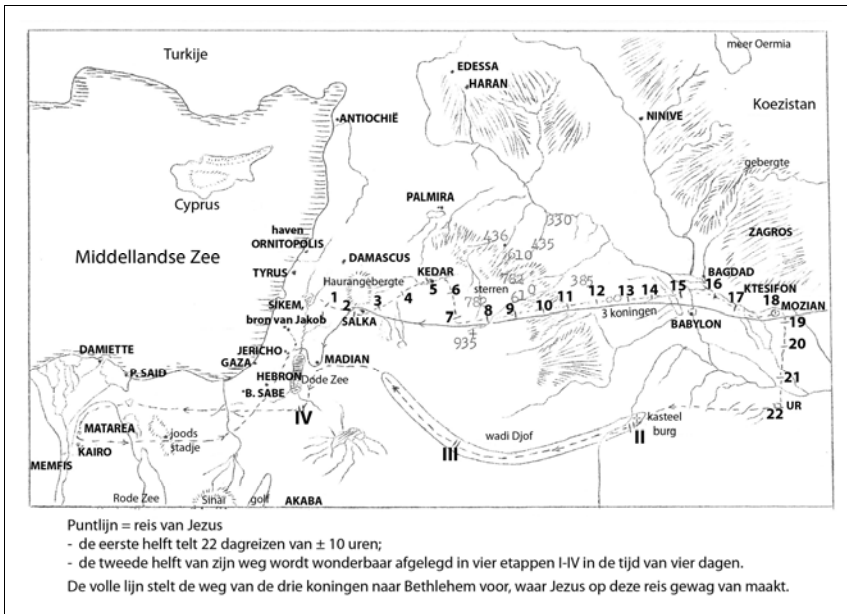 Turkije
meer Oermia
EDESSA
HARAN
Koezistan
ANTIOCHIË
NINIVE
gebergte
PALMIRA
Cyprus
330
436
435
610
haven
ORNITOPOLIS
ZAGROS
Middellandse Zee
DAMASCUS
KEDAR
BAGDAD
TYRUS
Haurangebergte
sterren
782
0
385
KTESIFON
1 2 3 4 5 6 7 8 9 10 11 12 13 14 15 16 17 18
782
610
MOZIAN
SIKEM,
bron van Jakob
SALKA
3 koningen
BABYLON
19
935
20
JERICHO
DAMIETTE
GAZA
MADIAN
P. SAID
HEBRON
Dode Zee
21
B. SABE
UR
22
IV
kasteel
burg
MATAREA
joods
stadje
wadi Djof
II
III
KAIRO
MEMFIS
Rode Zee
Sinaï
golf
AKABA
Puntlijn = reis van Jezus
- de eerste helft telt 22 dagreizen van ± 10 uren;
- de tweede helft van zijn weg wordt wonderbaar afgelegd in vier etappen I-IV in de tijd van vier dagen.
De volle lijn stelt de weg van de drie koningen naar Bethlehem voor, waar Jezus op deze reis gewag van maakt.